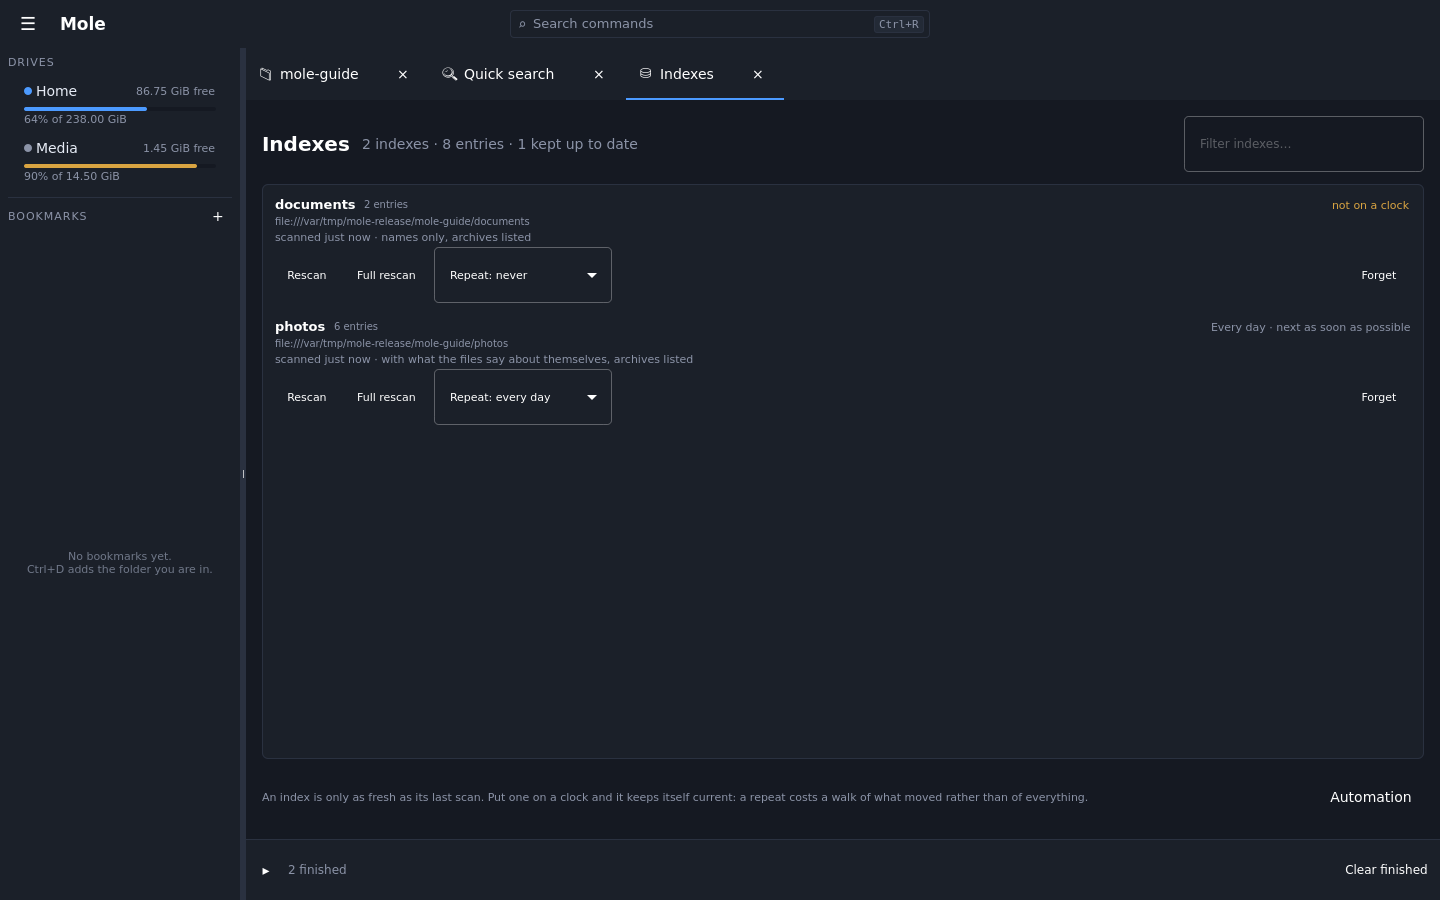 ☰ Mole
Search commands Ctrl+R
DRIVES
Home 86.75 GiB free
64% of 238.00 GiB
Media 1.45 GiB free
90% of 14.50 GiB
BOOKMARKS +
No bookmarks yet.
Ctrl+D adds the folder you are in.
mole-guide × Quick search × Indexes ×
Indexes 2 indexes · 8 entries · 1 kept up to date
Filter indexes...
documents 2 entries not on a clock
file:///var/tmp/mole-release/mole-guide/documents
scanned just now · names only, archives listed
Rescan Full rescan Repeat: never Forget
photos 6 entries Every day · next as soon as possible
file:///var/tmp/mole-release/mole-guide/photos
scanned just now · with what the files say about themselves, archives listed
Rescan Full rescan Repeat: every day Forget
An index is only as fresh as its last scan. Put one on a clock and it keeps itself current: a repeat costs a walk of what moved rather than of everything. Automation
2 finished Clear finished